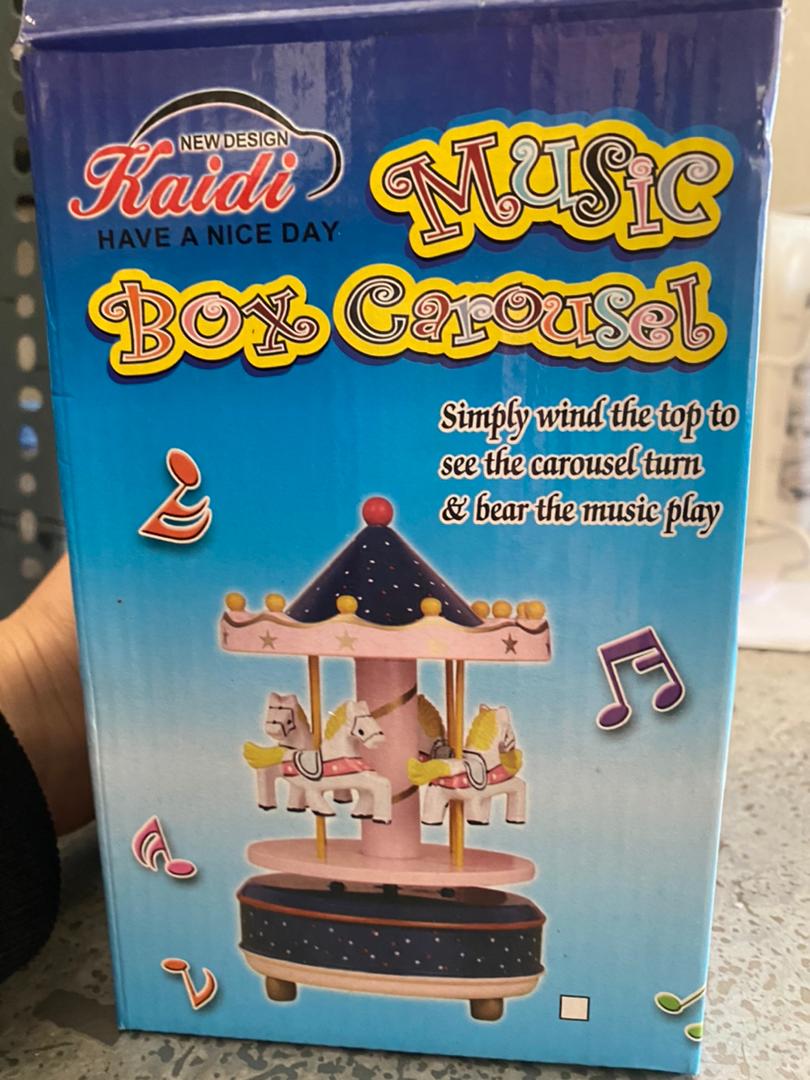 NEW DESIGN
Kaidi
HAVE A NICE DAY
Music
Box Carousel
Simply wind the top to
see the carousel turn
& bear the music play